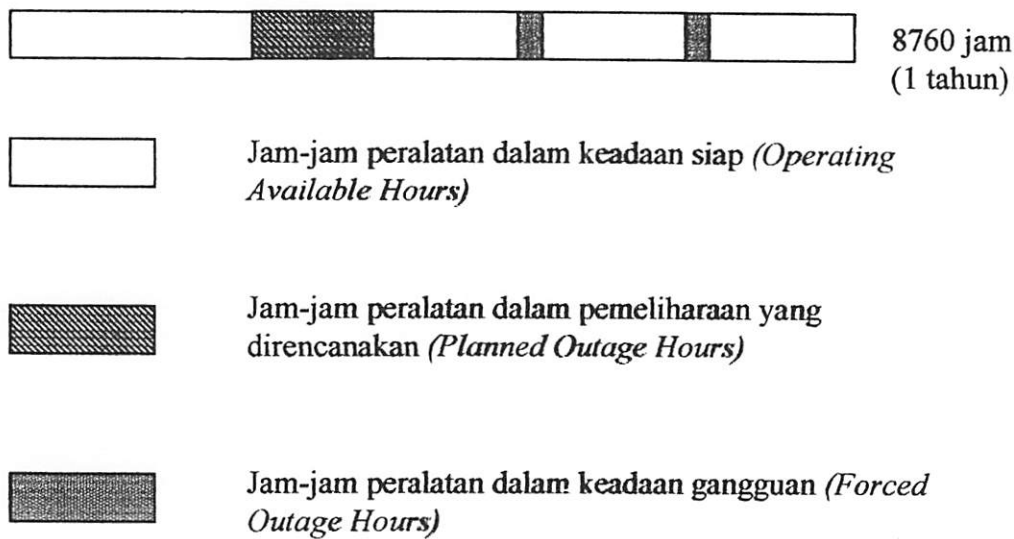 8760 jam
(1 tahun)
Jam-jam peralatan dalam keadaan siap (Operating
Available Hours)
Jam-jam peralatan dalam pemeliharaan yang
direncanakan (Planned Outage Hours)
Jam-jam peralatan dalam keadaan gangguan (Forced
Outage Hours)